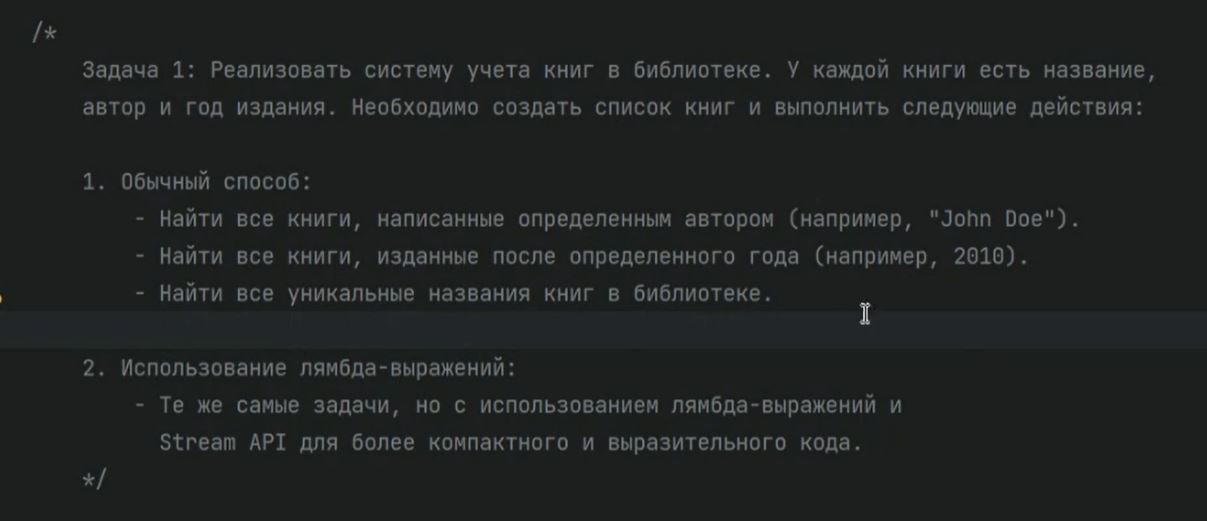 /*
Задача 1: Реализовать систему учета книг в библиотеке. У каждой книги есть название,
автор и год издания. Необходимо создать список книг и выполнить следующие действия:
1. Обычный способ:
- Найти все книги, написанные определенным автором (например, "John Doe").
- Найти все книги, изданные после определенного года (например, 2010).
- Найти все уникальные названия книг в библиотеке.
2. Использование лямбда-выражений:
- Те же самые задачи, но с использованием лямбда-выражений и
Stream API для более компактного и выразительного кода.
*/